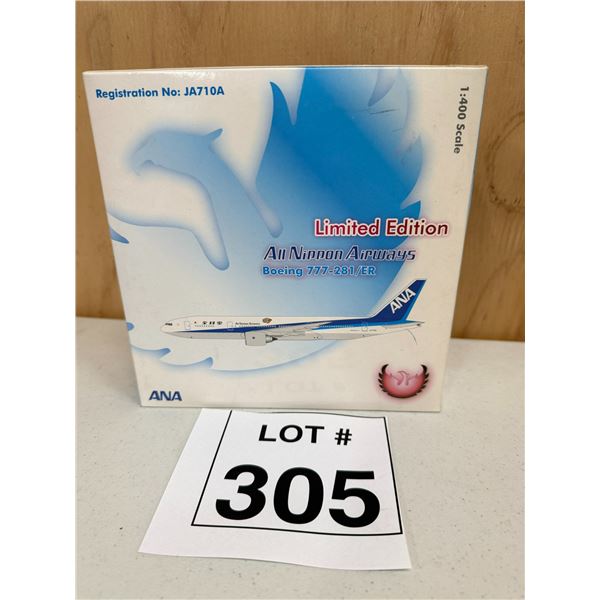 Registration No: JA710A
1:400 Scale
Limited Edition
All Nippon Airways
Boeing 777-281/ER
ANA
ANA
LOT #
305